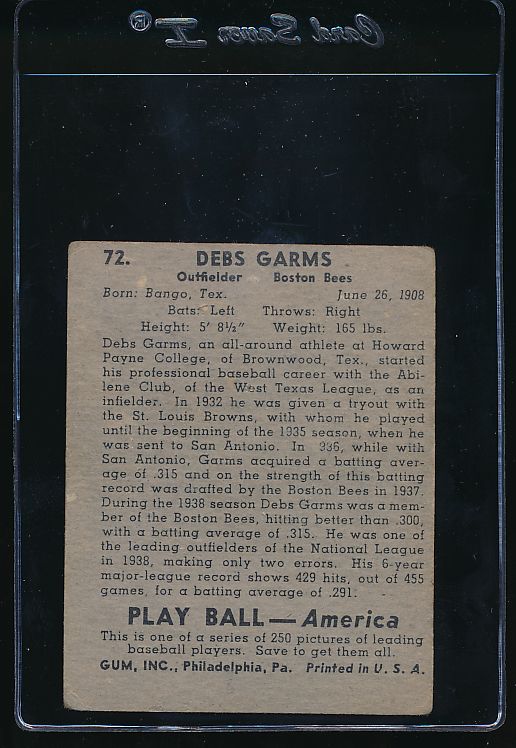 Card Saver I ®
72. DEBS GARMS
Outfielder Boston Bees
Born: Bango, Tex. June 26, 1908
Bats: Left Throws: Right
Height: 5' 8½" Weight: 165 lbs.
Debs Garms, an all-around athlete at Howard
Payne College, of Brownwood, Tex., started
his professional baseball career with the Abi-
lene Club, of the West Texas League, as an
infielder. In 1932 he was given a tryout with
the St. Louis Browns, with whom he played
until the beginning of the 1935 season, when he
was sent to San Antonio. In 936, while with
San Antonio, Garms acquired a batting aver-
age of .315 and on the strength of this batting
record was drafted by the Boston Bees in 1937.
During the 1938 season Debs Garms was a mem-
ber of the Boston Bees, hitting better than .300,
with a batting average of .315. He was one of
the leading outfielders of the National League
in 1938, making only two errors. His 6-year
major-league record shows 429 hits, out of 455
games, for a batting average of .291.
PLAY BALL — America
This is one of a series of 250 pictures of leading
baseball players. Save to get them all.
GUM, INC., Philadelphia, Pa. Printed in U. S. A.